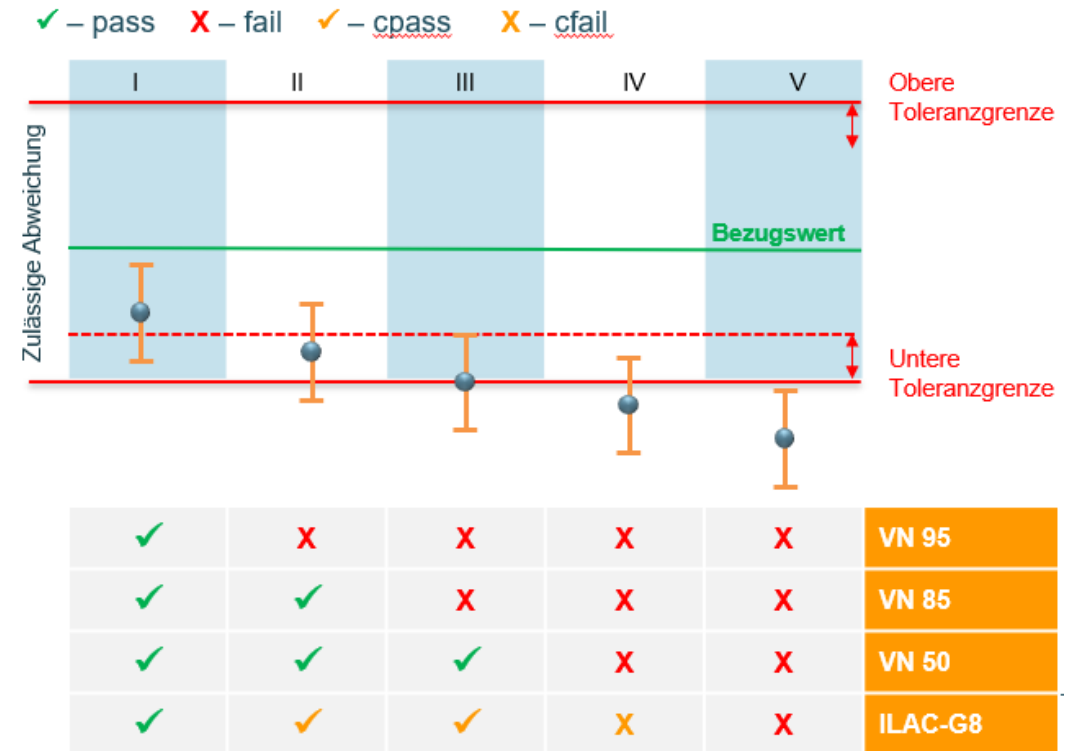 ✓ – pass X – fail ✓ – cpass X – cfail
I II III IV V
Obere
Toleranzgrenze
Zulässige Abweichung
Bezugswert
Untere
Toleranzgrenze
✓ X X X X VN 95
✓ ✓ X X X VN 85
✓ ✓ ✓ X X VN 50
✓ ✓ ✓ X X ILAC-G8